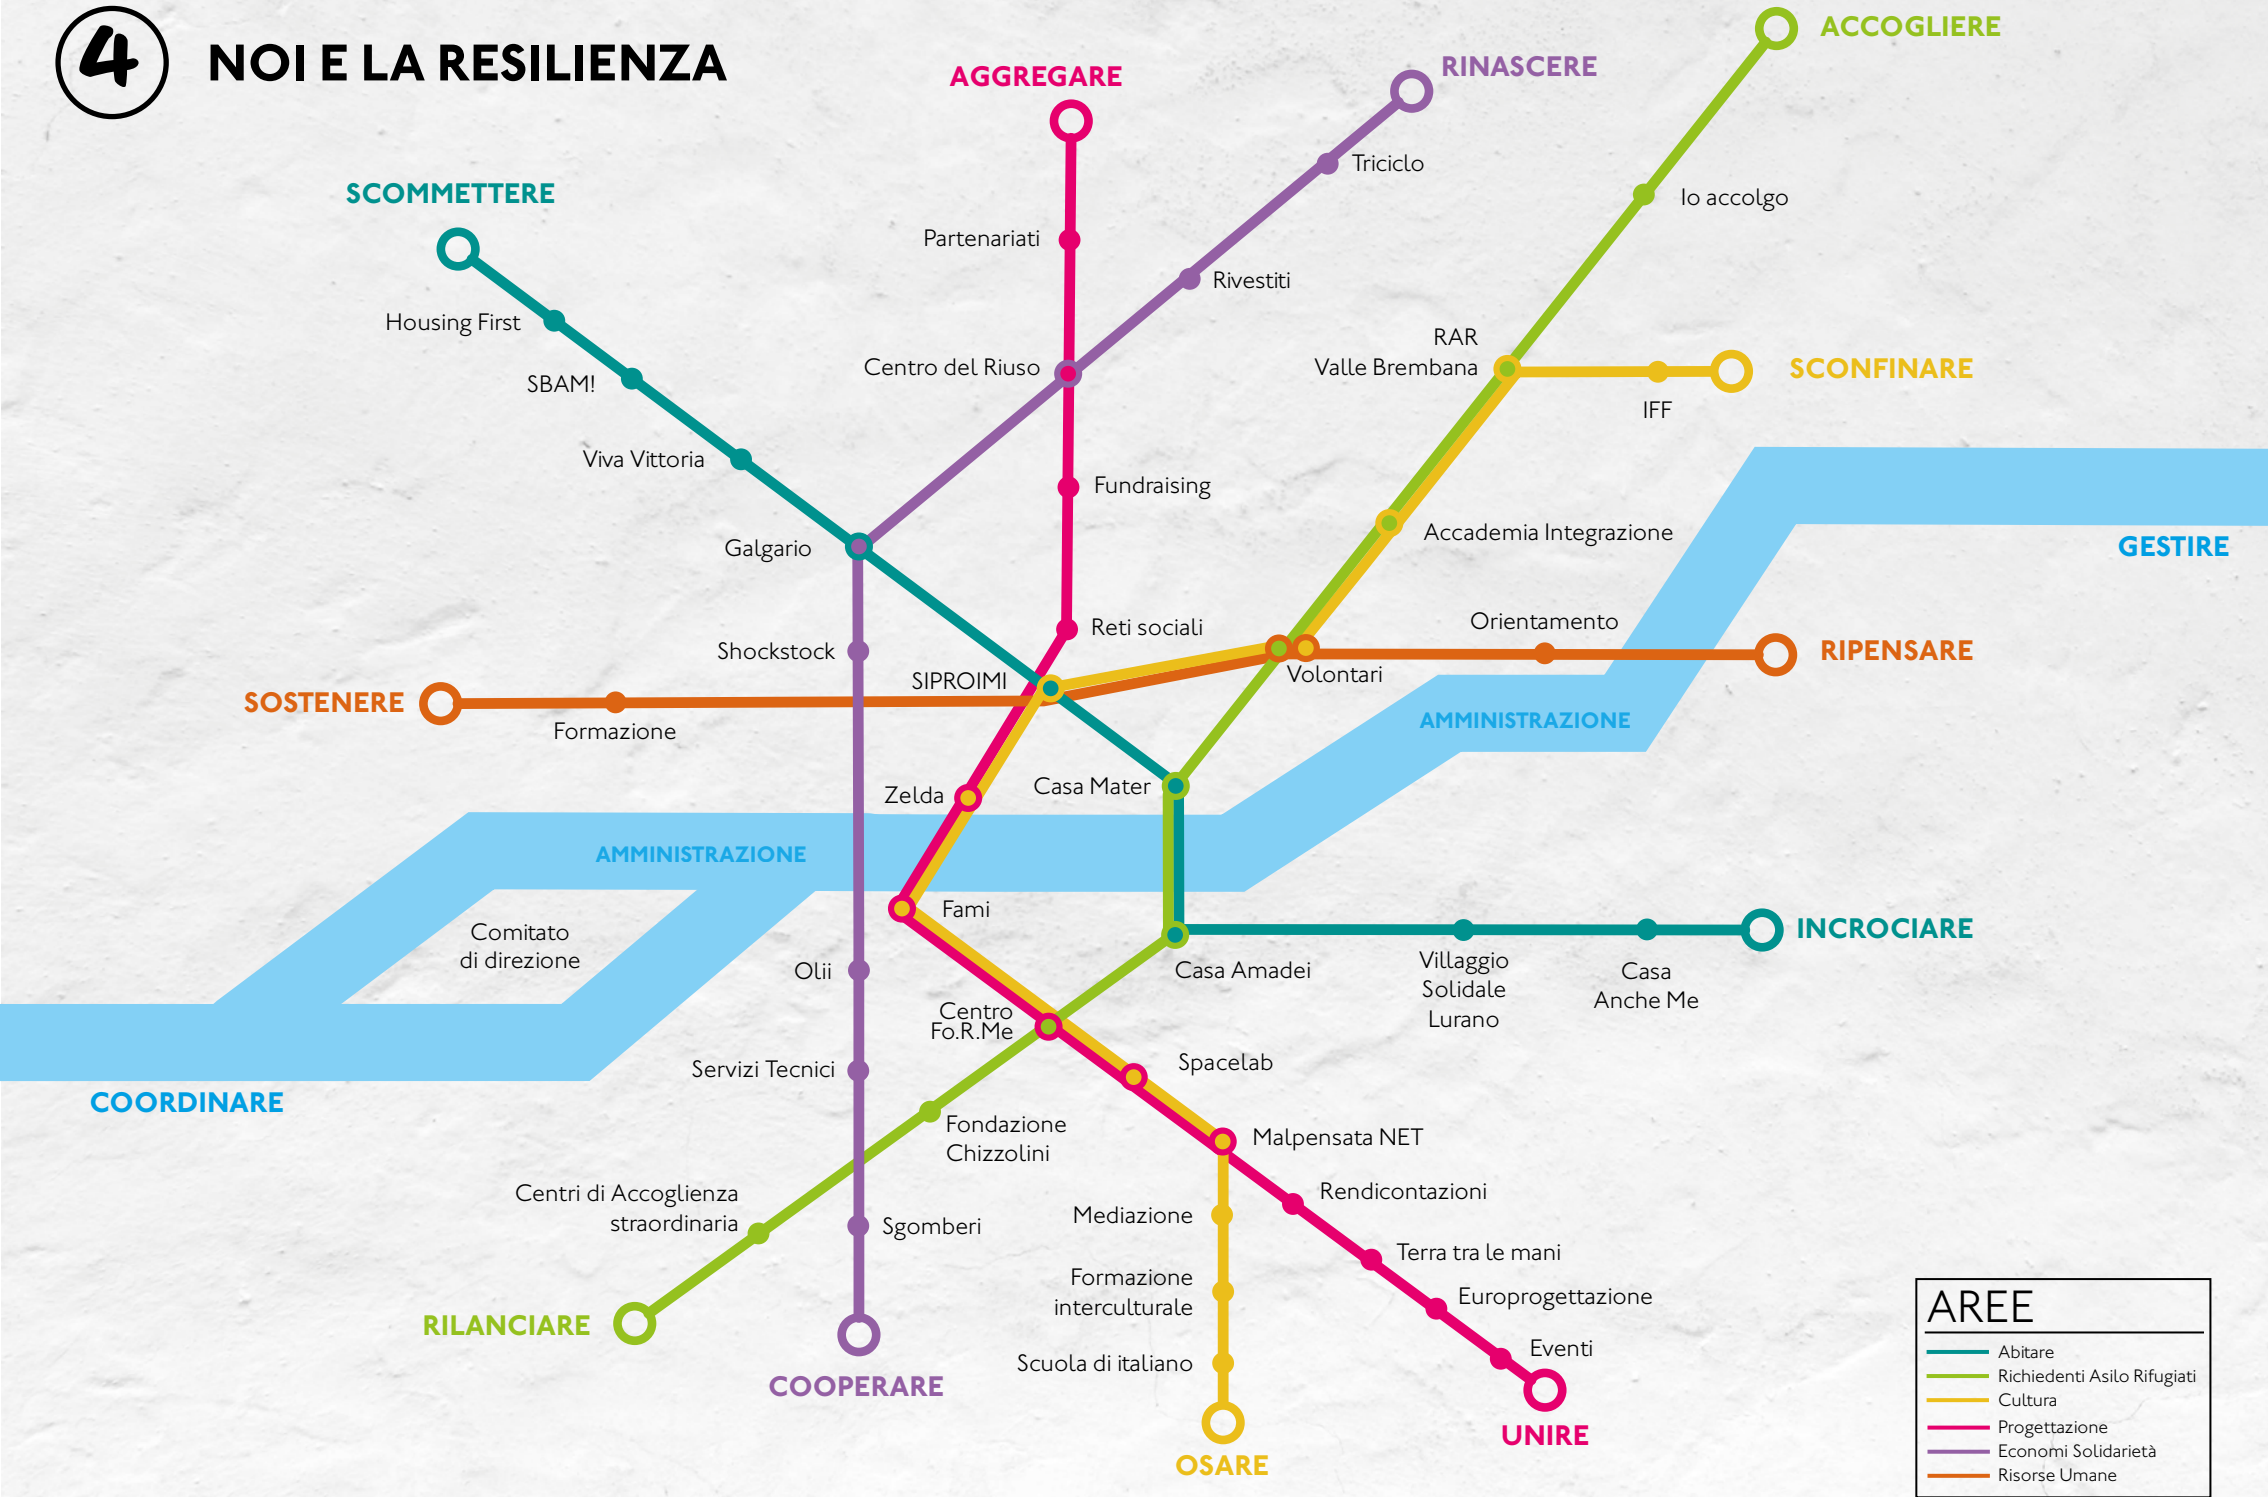 4
NOI E LA RESILIENZA
ACCOGLIERE
RINASCERE
AGGREGARE
Triciclo
SCOMMETTERE
Io accolgo
Partenariati
Rivestiti
Housing First
RAR
Valle Brembana
Centro del Riuso
SCONFINARE
SBAM!
IFF
Viva Vittoria
Fundraising
Accademia Integrazione
Galgario
GESTIRE
Orientamento
Reti sociali
Shockstock
RIPENSARE
SIPROIMI
Volontari
SOSTENERE
Formazione
AMMINISTRAZIONE
Zelda
Casa Mater
AMMINISTRAZIONE
Fami
INCROCIARE
Comitato
di direzione
Olii
Casa Amadei
Villaggio
Solidale
Lurano
Casa
Anche Me
Centro
Fo.R.Me
Servizi Tecnici
Spacelab
COORDINARE
Fondazione
Chizzolini
Malpensata NET
Centri di Accoglienza
straordinaria
Rendicontazioni
Sgomberi
Mediazione
Terra tra le mani
Formazione
interculturale
Europrogettazione
RILANCIARE
Eventi
Scuola di italiano
COOPERARE
UNIRE
OSARE
AREE
Abitare
Richiedenti Asilo Rifugiati
Cultura
Progettazione
Economi Solidarietà
Risorse Umane